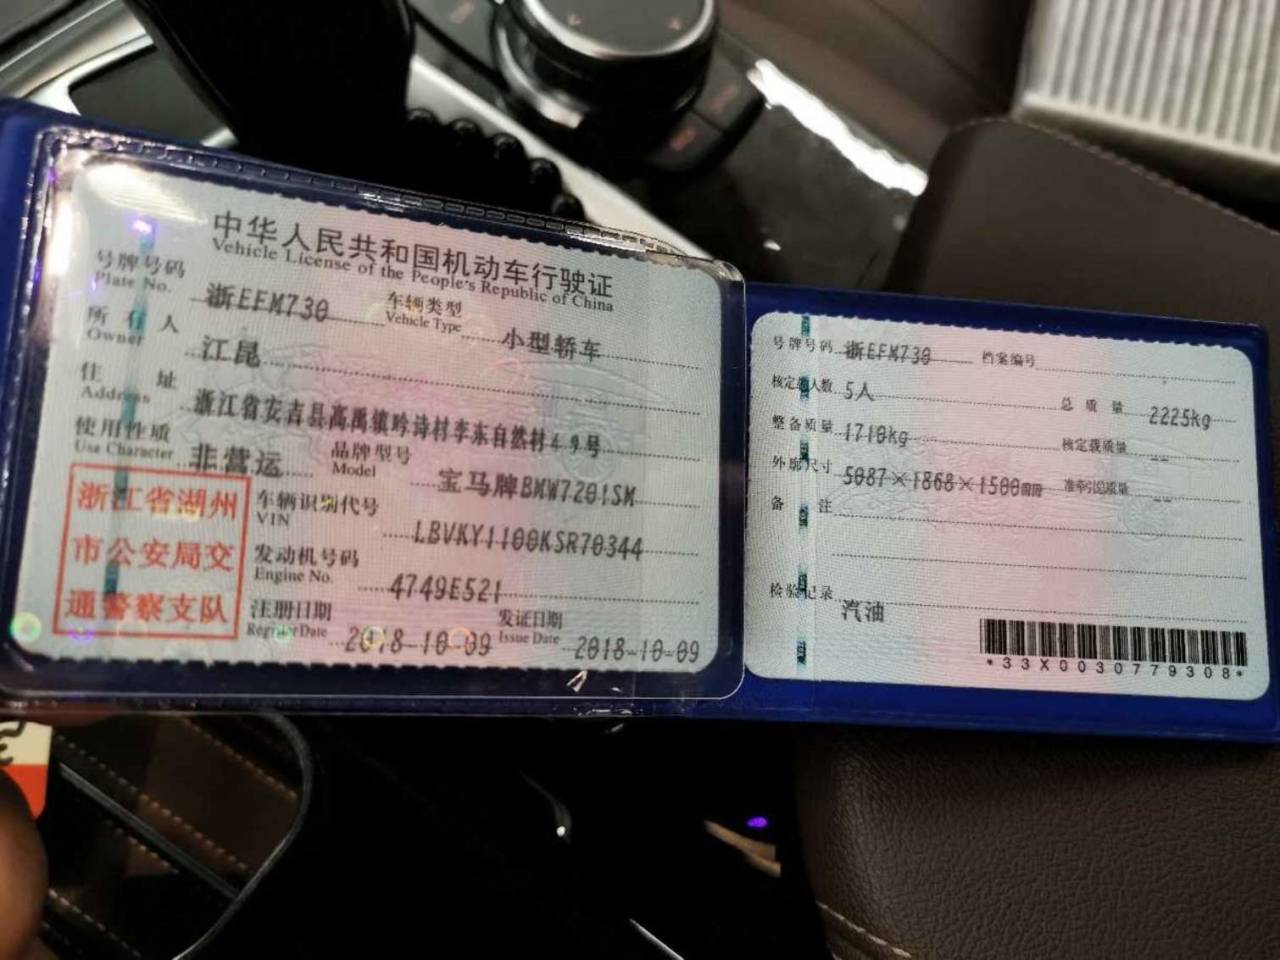 中华人民共和国机动车行驶证
Vehicle License of the People's Republic of China
号牌号码 浙EFM730 车辆类型 小型轿车
Plate No. Vehicle Type
所有人 江昆
Owner
住址 浙江省安吉县高禹镇吟诗村李东自然村49号
Address
使用性质 非营运 品牌型号 宝马牌BMW7201SM
Use Character Model
浙江省湖州
市公安局交
通警察支队
车辆识别代号 LBVKY1100KSR70344
VIN
发动机号码 4749E521
Engine No.
注册日期 2018-10-09 发证日期 2018-10-09
Register Date Issue Date
号牌号码 浙EFM730 档案编号
核定载人数 5人 总质量 2225kg
整备质量 1710kg 核定载质量 --
外廓尺寸 5087×1868×1500mm 准牵引总质量 --
备注
检验记录 汽油
*33X0030779308*